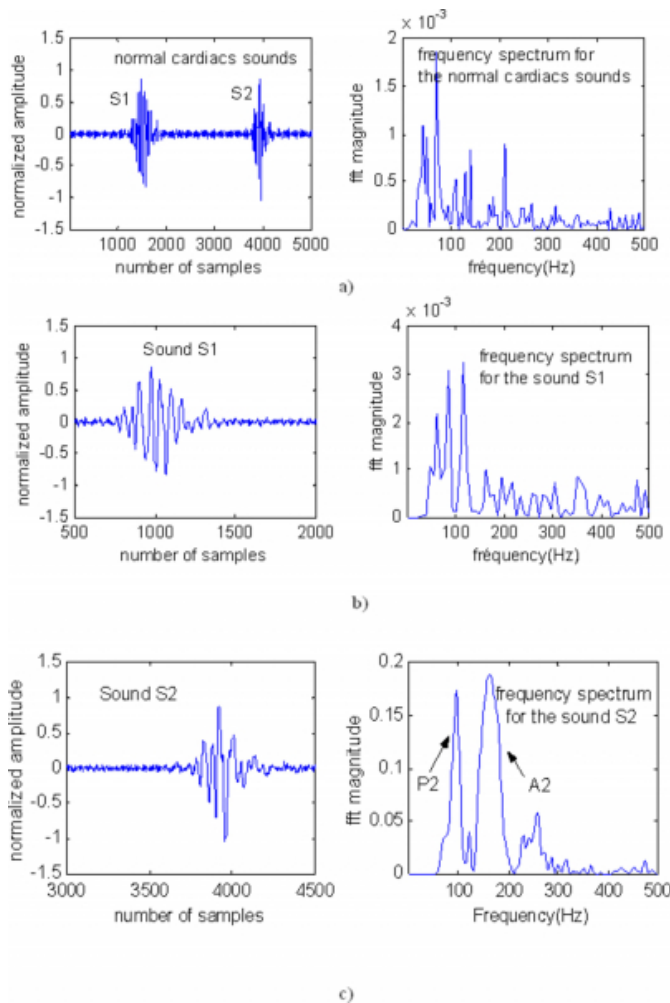 normal cardiacs sounds
S1
S2
normalized amplitude
1.5
1
0.5
0
-0.5
-1
-1.5
1000 2000 3000 4000 5000
number of samples
× 10⁻³
frequency spectrum for
the normal cardiacs sounds
fft magnitude
2
1.5
1
0.5
0
100 200 300 400 500
fréquency(Hz)
a)
Sound S1
normalized amplitude
1.5
1
0.5
0
-0.5
-1
-1.5
500 1000 1500 2000
number of samples
× 10⁻³
frequency spectrum
for the sound S1
fft magnitude
4
3
2
1
0
100 200 300 400 500
fréquency(Hz)
b)
Sound S2
normalized amplitude
1.5
1
0.5
0
-0.5
-1
-1.5
3000 3500 4000 4500
number of samples
frequency spectrum
for the sound S2
P2
A2
fft magnitude
0.2
0.15
0.1
0.05
0
100 200 300 400 500
Frequency(Hz)
c)